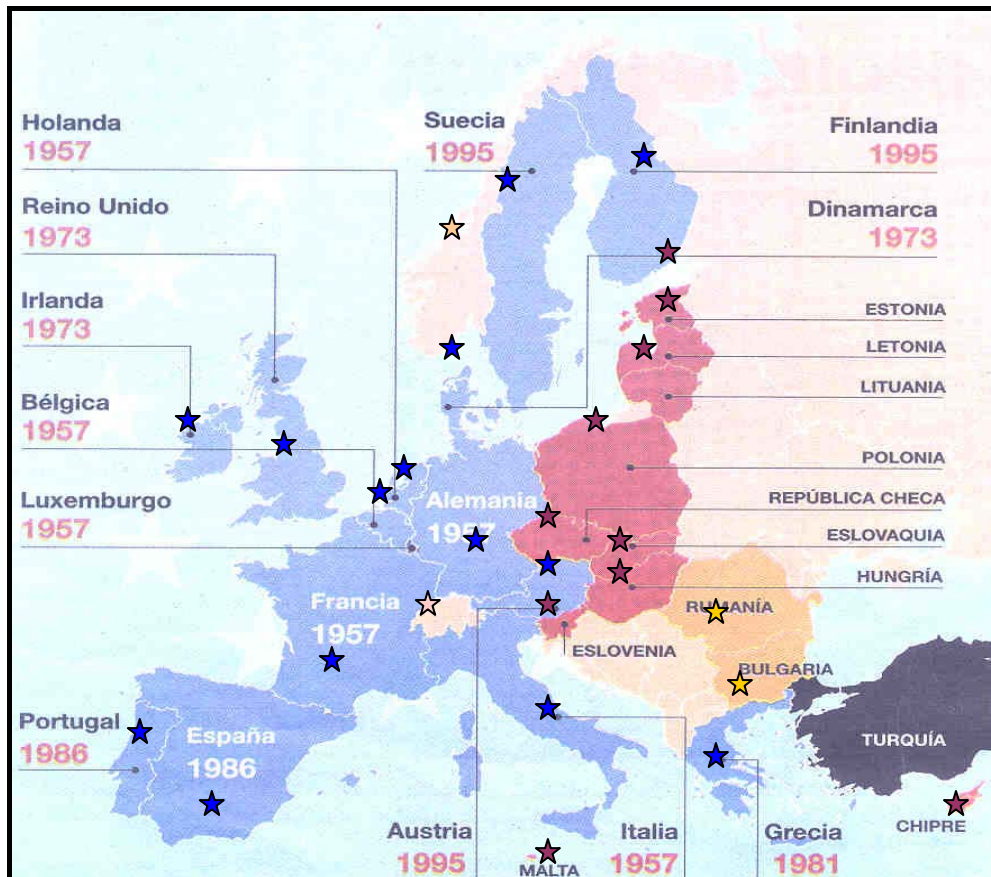 Holanda
1957
Suecia
1995
Finlandia
1995
Reino Unido
1973
Dinamarca
1973
Irlanda
1973
ESTONIA
LETONIA
LITUANIA
Bélgica
1957
POLONIA
Luxemburgo
1957
Alemania
1957
REPÚBLICA CHECA
ESLOVAQUIA
HUNGRÍA
Francia
1957
RUMANÍA
ESLOVENIA
BULGARIA
Portugal
1986
España
1986
TURQUÍA
CHIPRE
Austria
1995
MALTA
Italia
1957
Grecia
1981